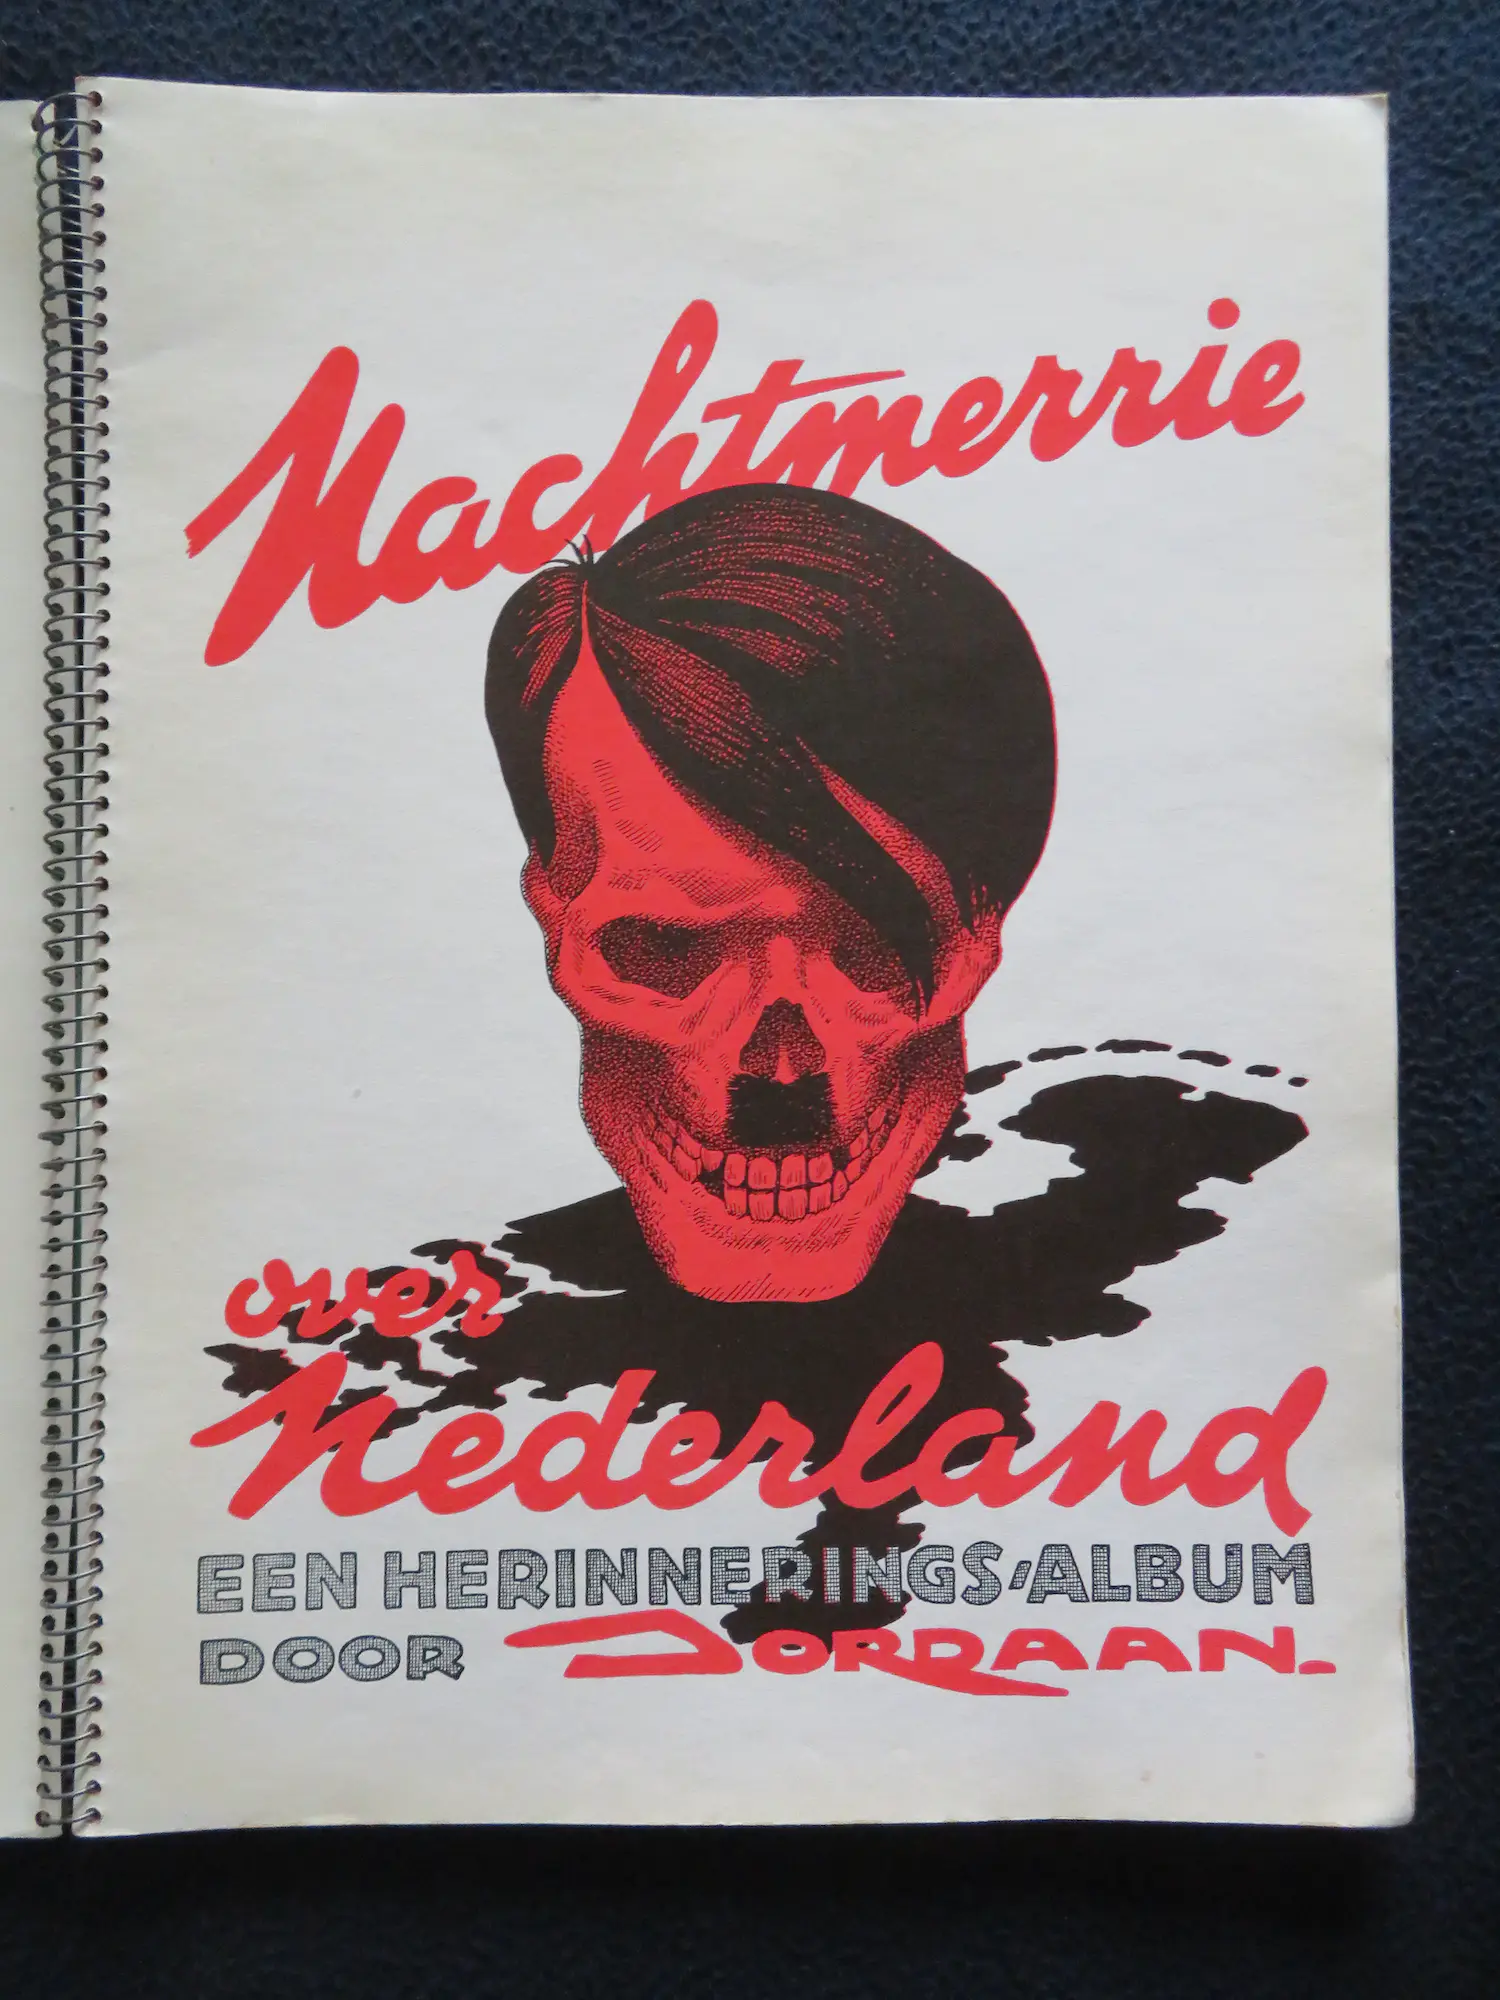 Nachtmerrie
over
Nederland
EEN HERINNERINGS-ALBUM
DOOR JORDAAN.